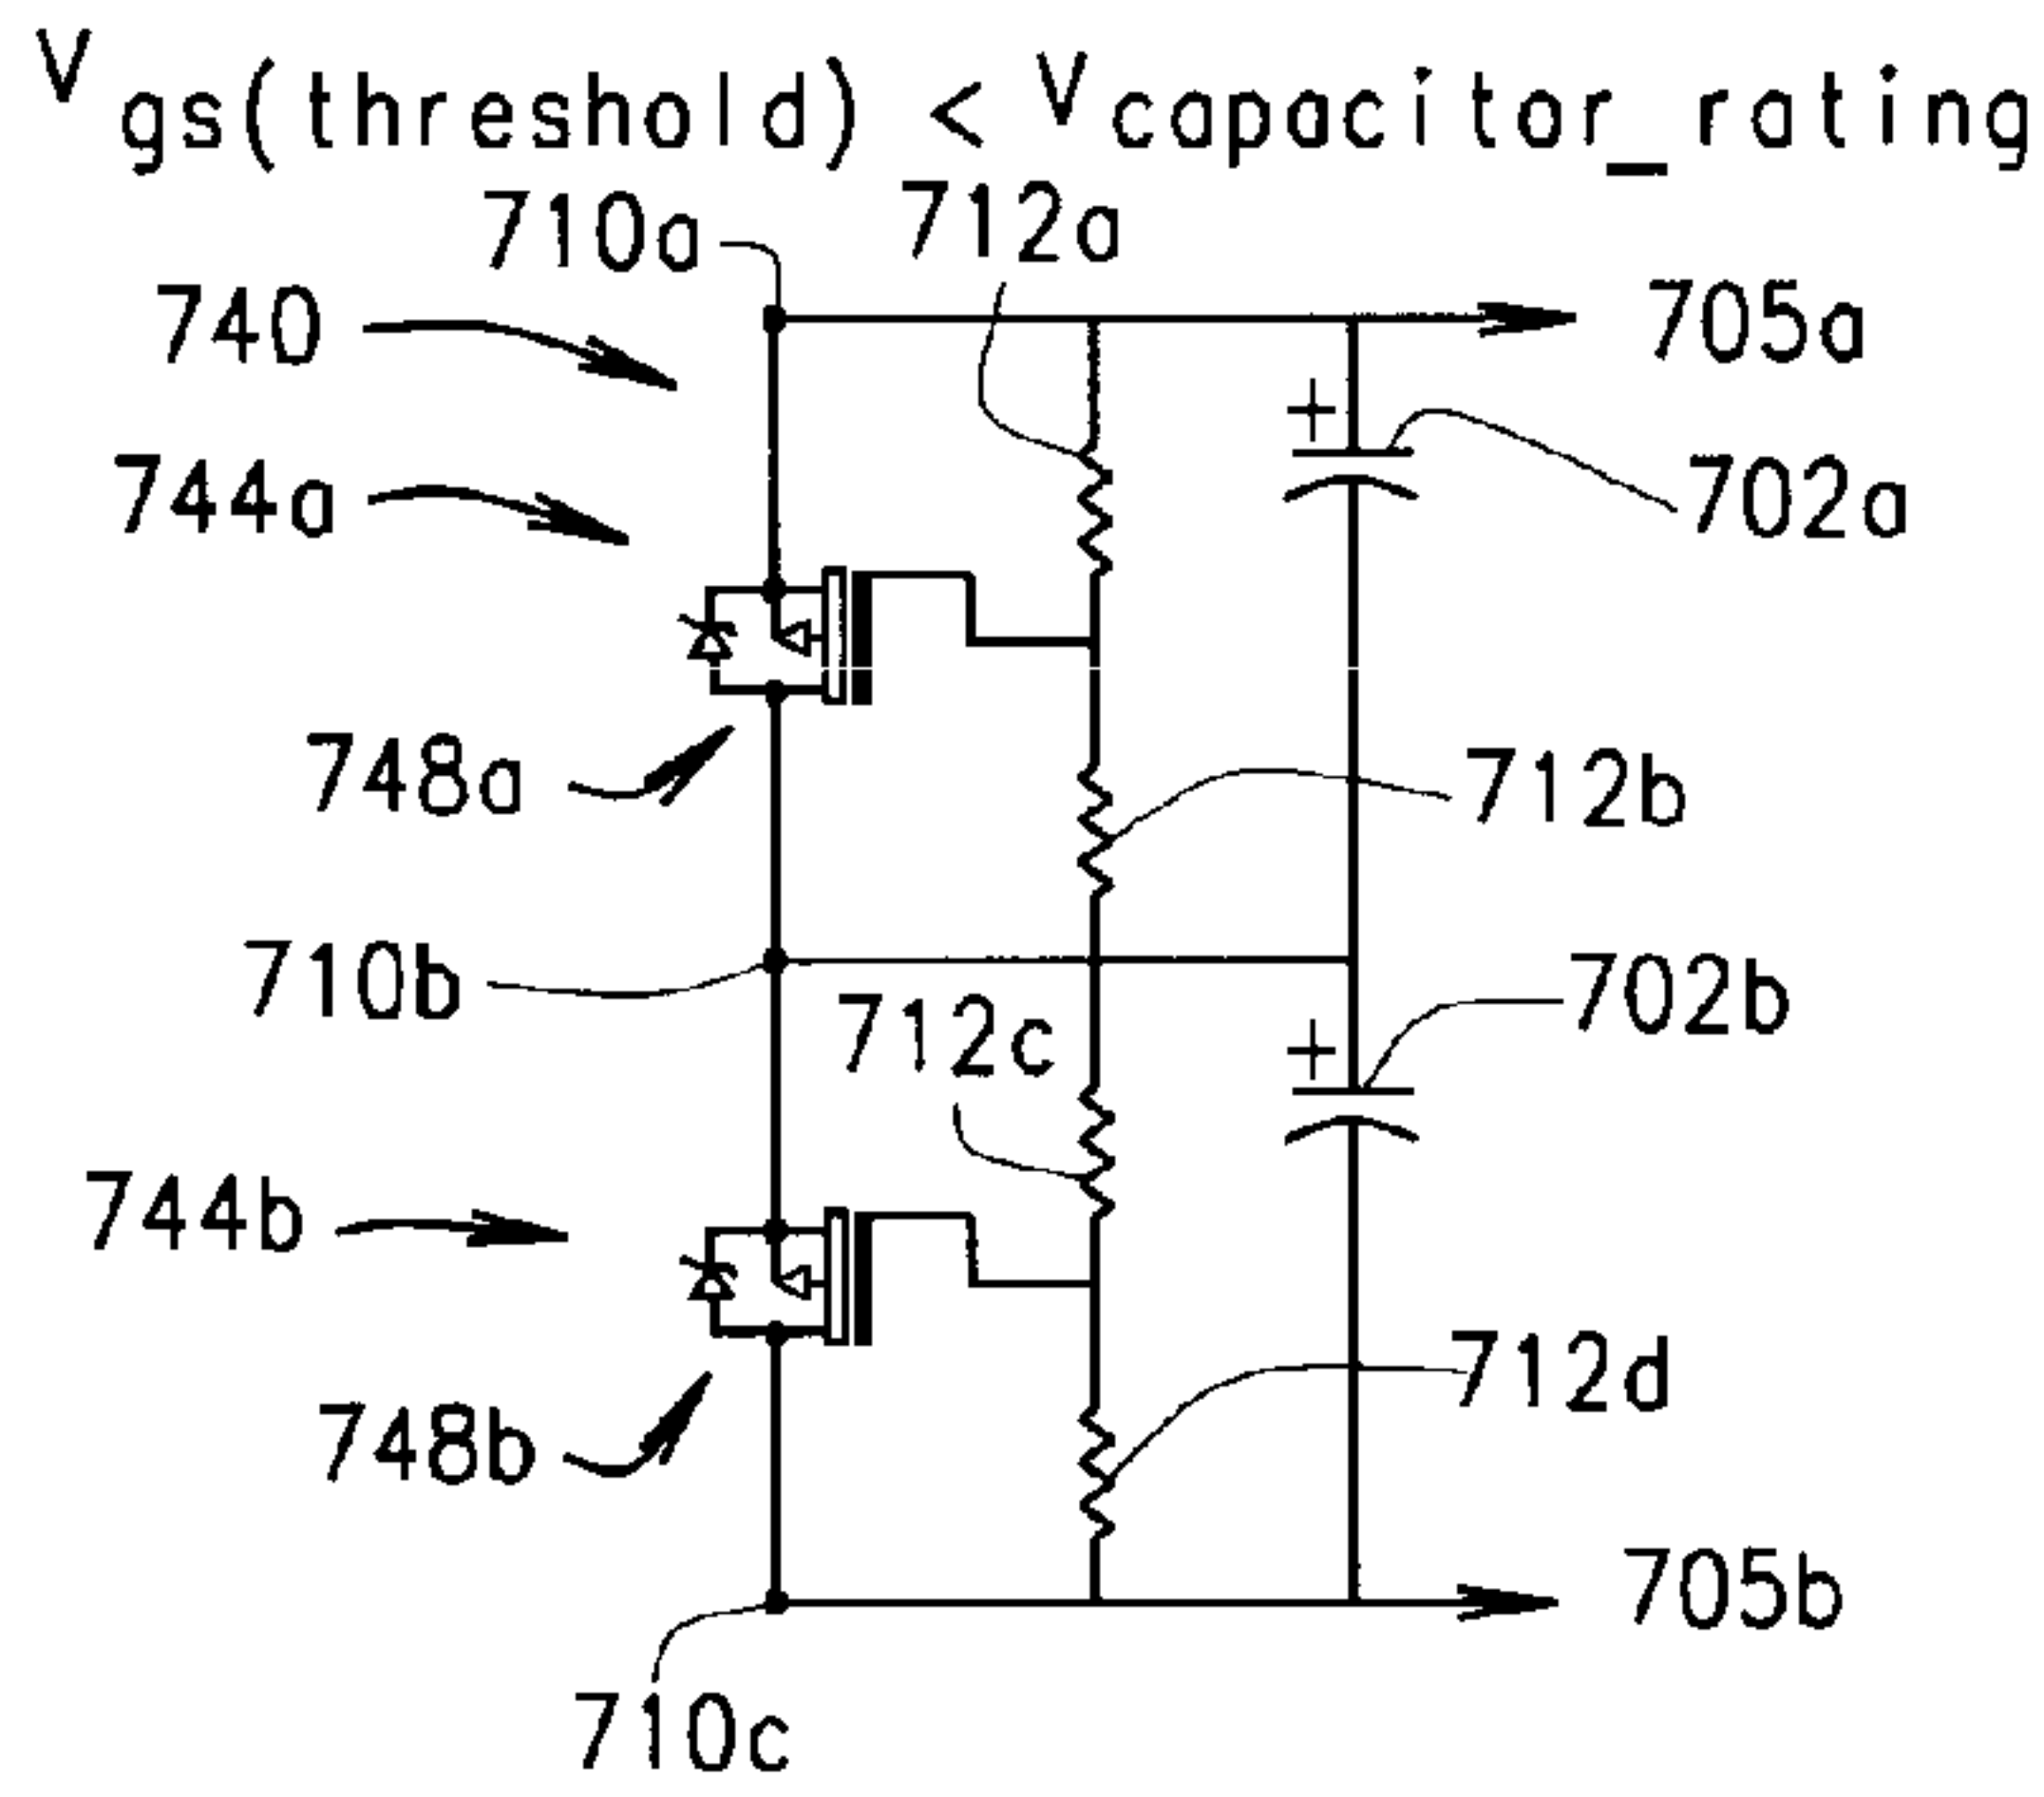 Vgs(threshold) < Vcapacitor_rating
710a
712a
740
705a
744a
+
702a
748a
712b
710b
702b
712c
+
744b
712d
748b
705b
710c